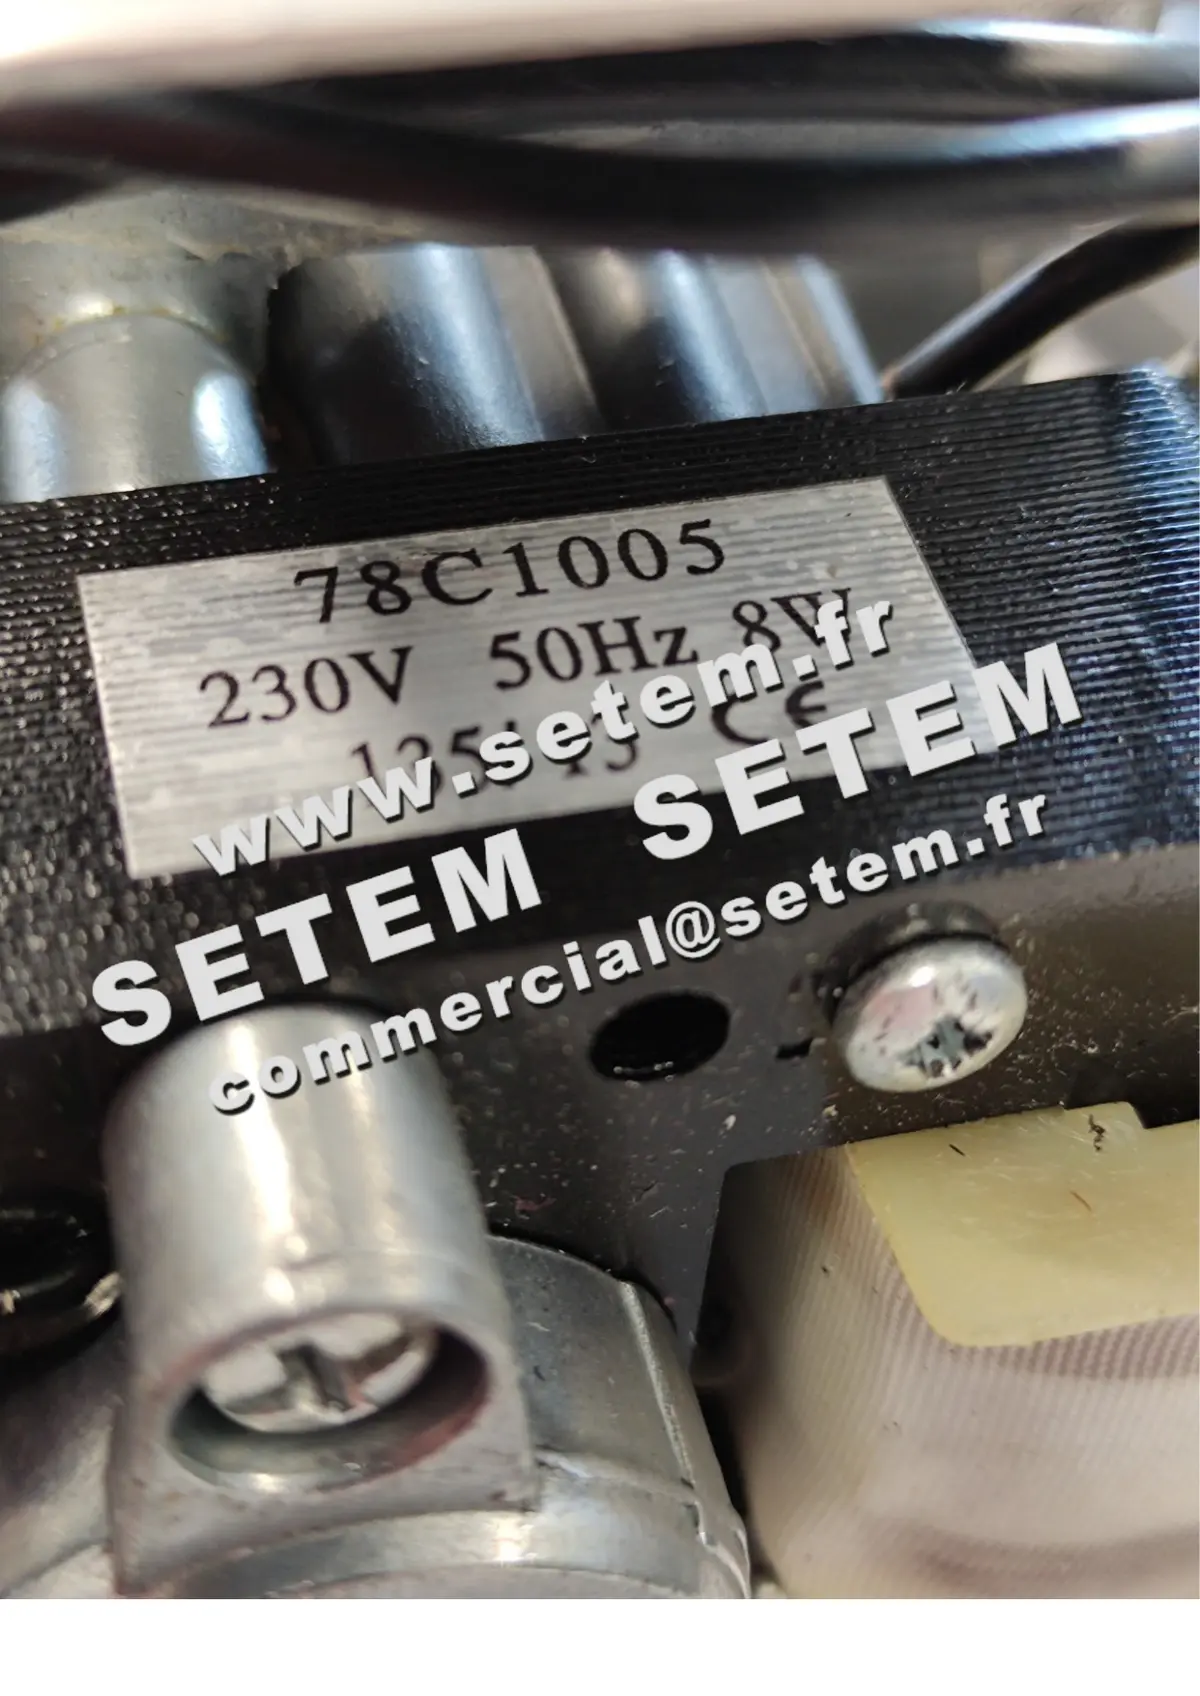 78C1005
230V 50Hz 8W
CE
www.setem.fr
SETEM SETEM
commercial@setem.fr